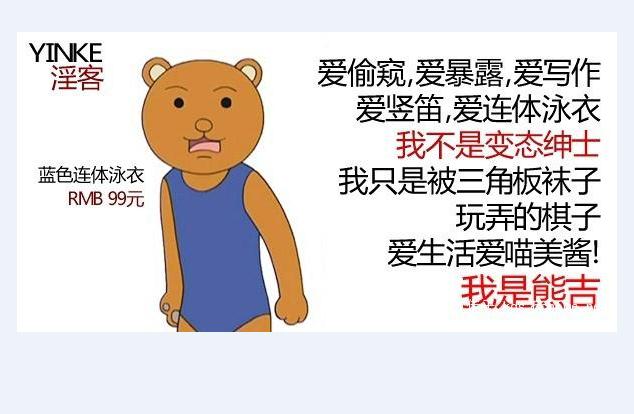 YINKE
淫客
蓝色连体泳衣
RMB 99元
爱偷窥,爱暴露,爱写作
爱竖笛,爱连体泳衣
我不是变态绅士
我只是被三角板袜子
玩弄的棋子
爱生活爱喵美酱!
我是能吉